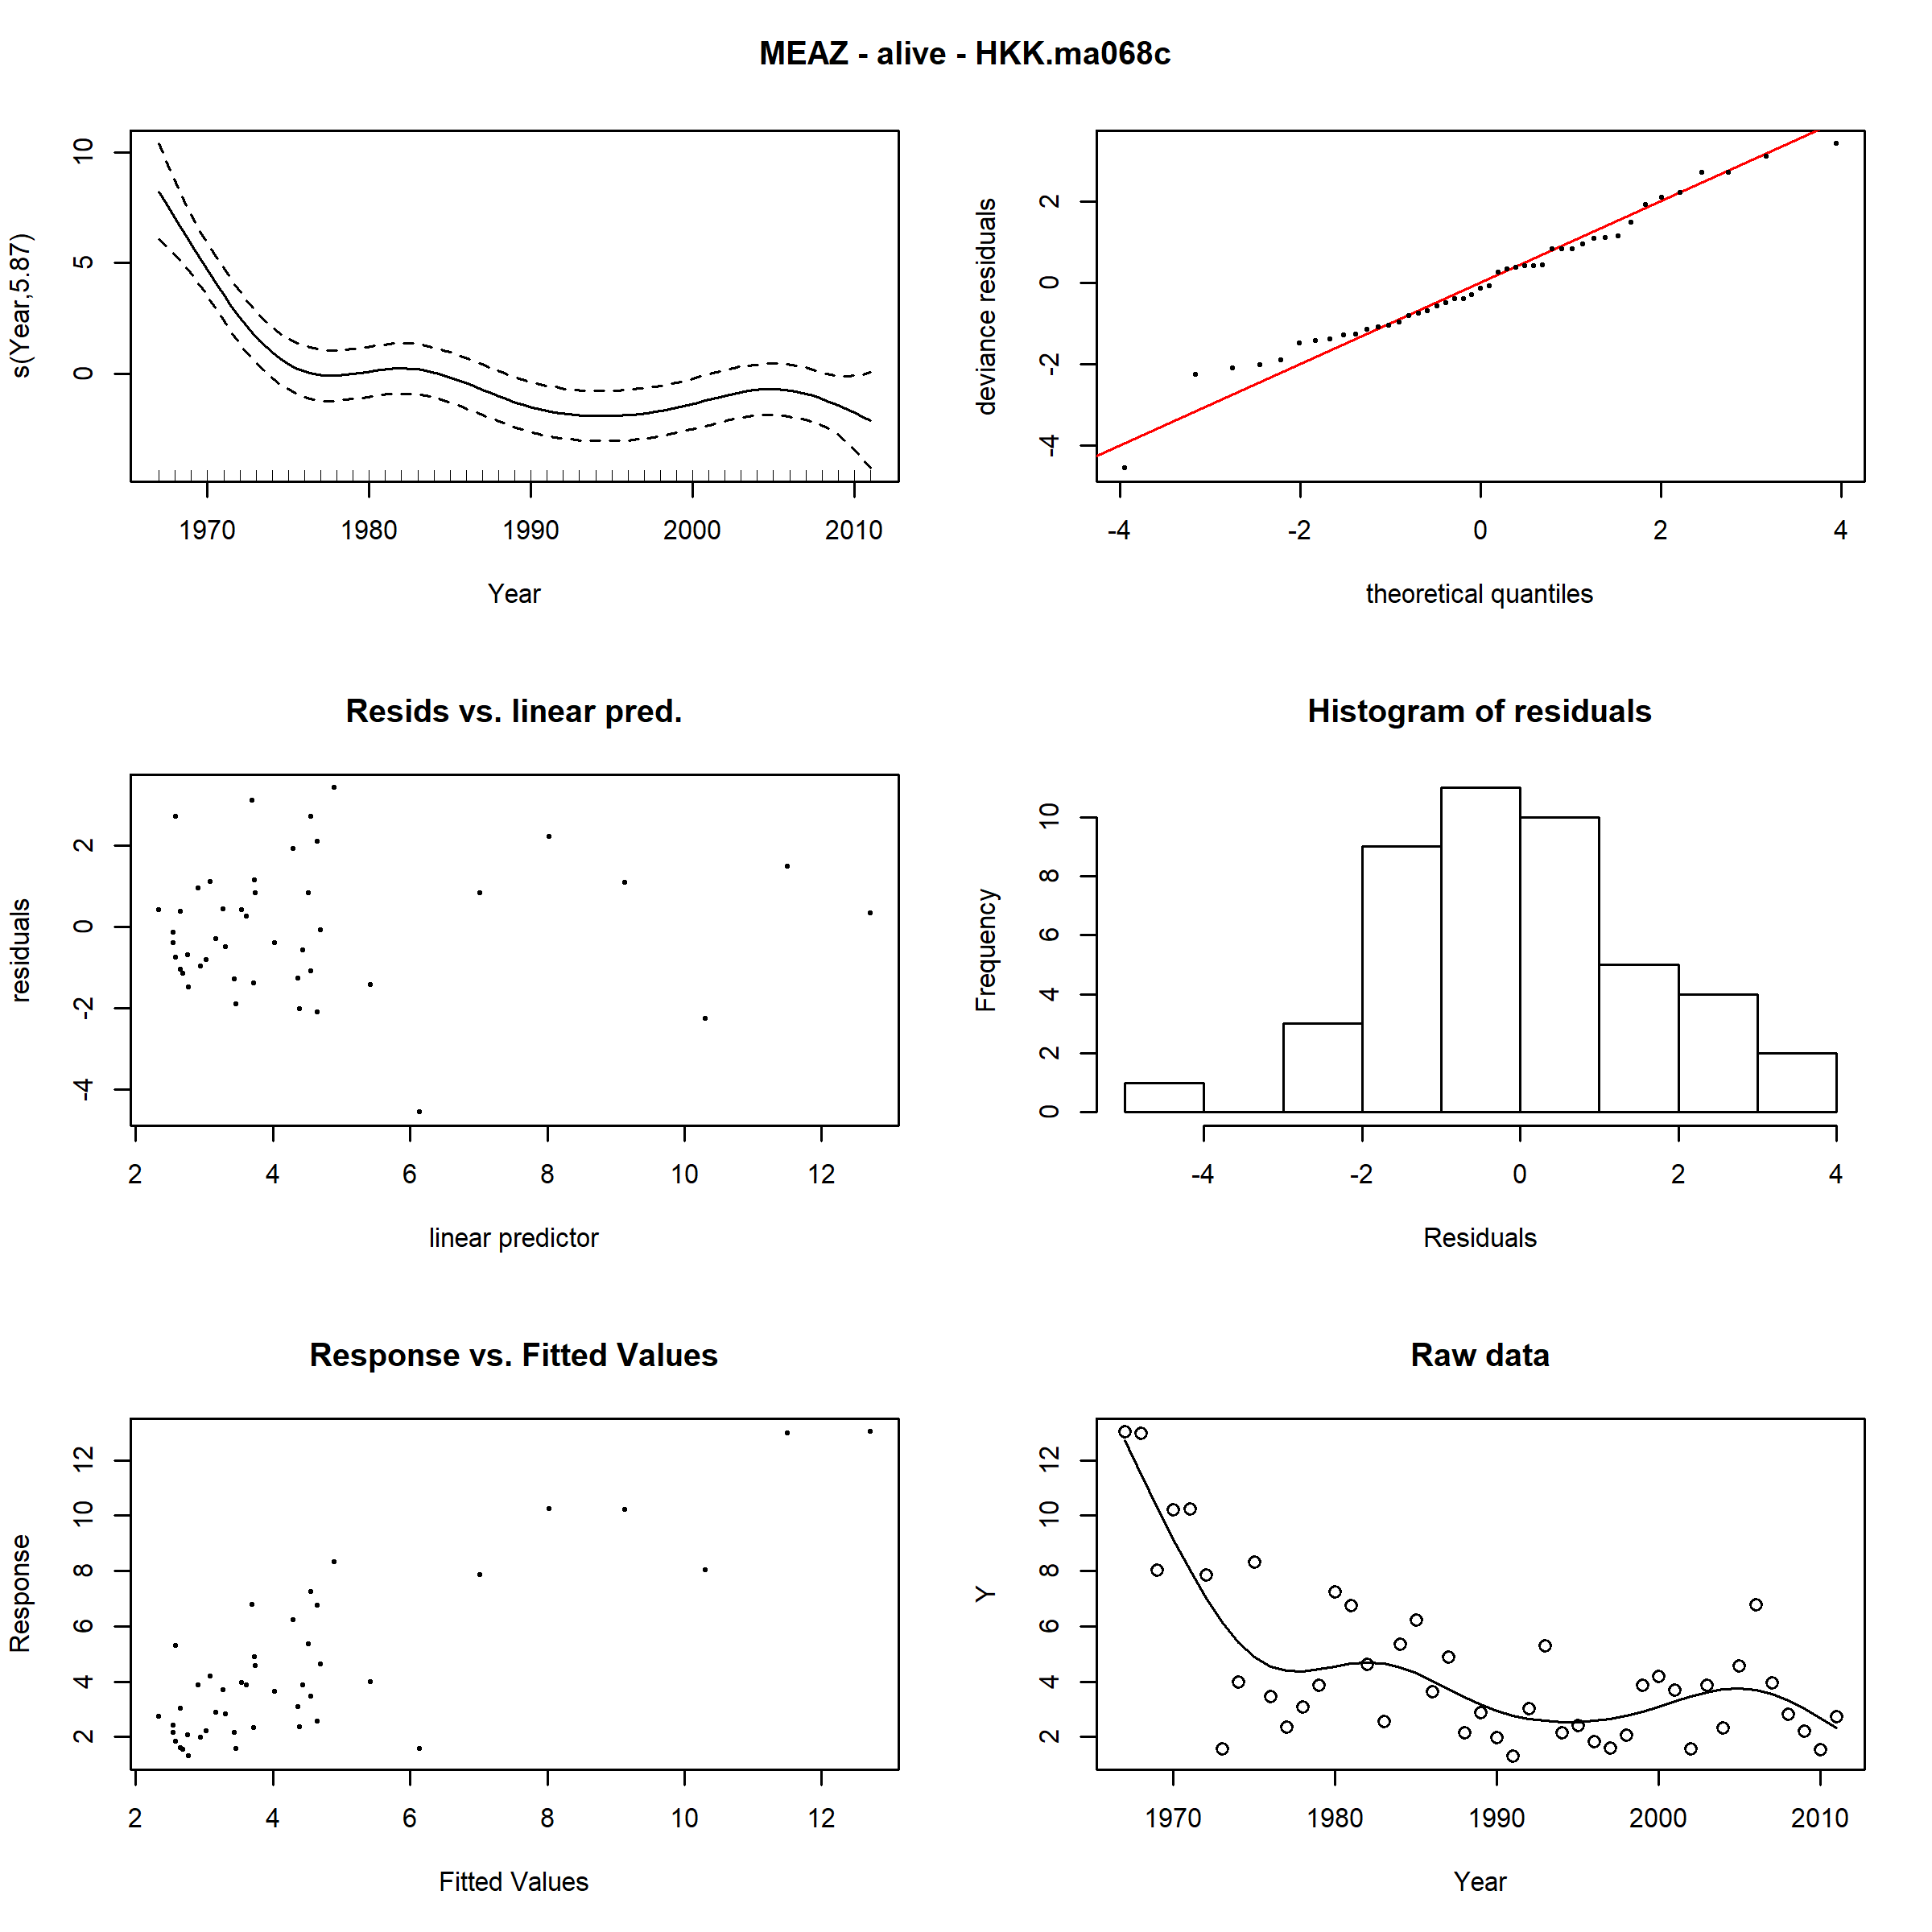 MEAZ - alive - HKK.ma068c
s(Year,5.87)
10
5
0
1970 1980 1990 2000 2010
Year
deviance residuals
2
0
-2
-4
-4 -2 0 2 4
theoretical quantiles
Resids vs. linear pred.
residuals
2
0
-2
-4
2 4 6 8 10 12
linear predictor
Histogram of residuals
Frequency
10
8
6
4
2
0
-4 -2 0 2 4
Residuals
Response vs. Fitted Values
Response
12
10
8
6
4
2
2 4 6 8 10 12
Fitted Values
Raw data
Y
12
10
8
6
4
2
1970 1980 1990 2000 2010
Year